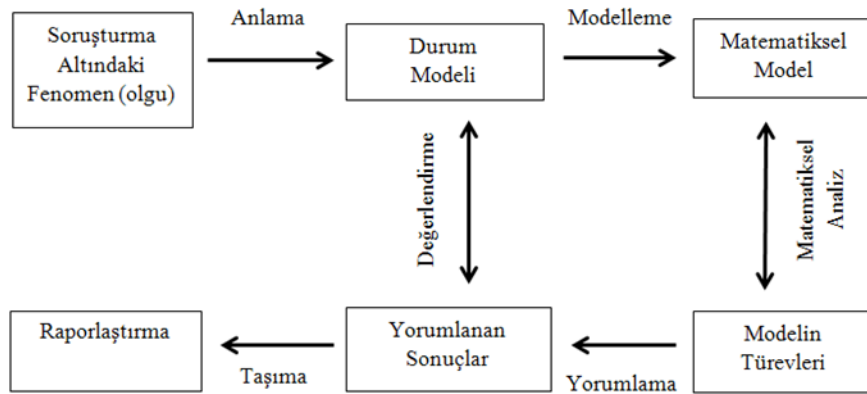 Soruşturma
Altındaki
Fenomen (olgu)
Anlama
Durum
Modeli
Modelleme
Matematiksel
Model
Değerlendirme
Matematiksel
Analiz
Raporlaştırma
Taşıma
Yorumlanan
Sonuçlar
Yorumlama
Modelin
Türevleri